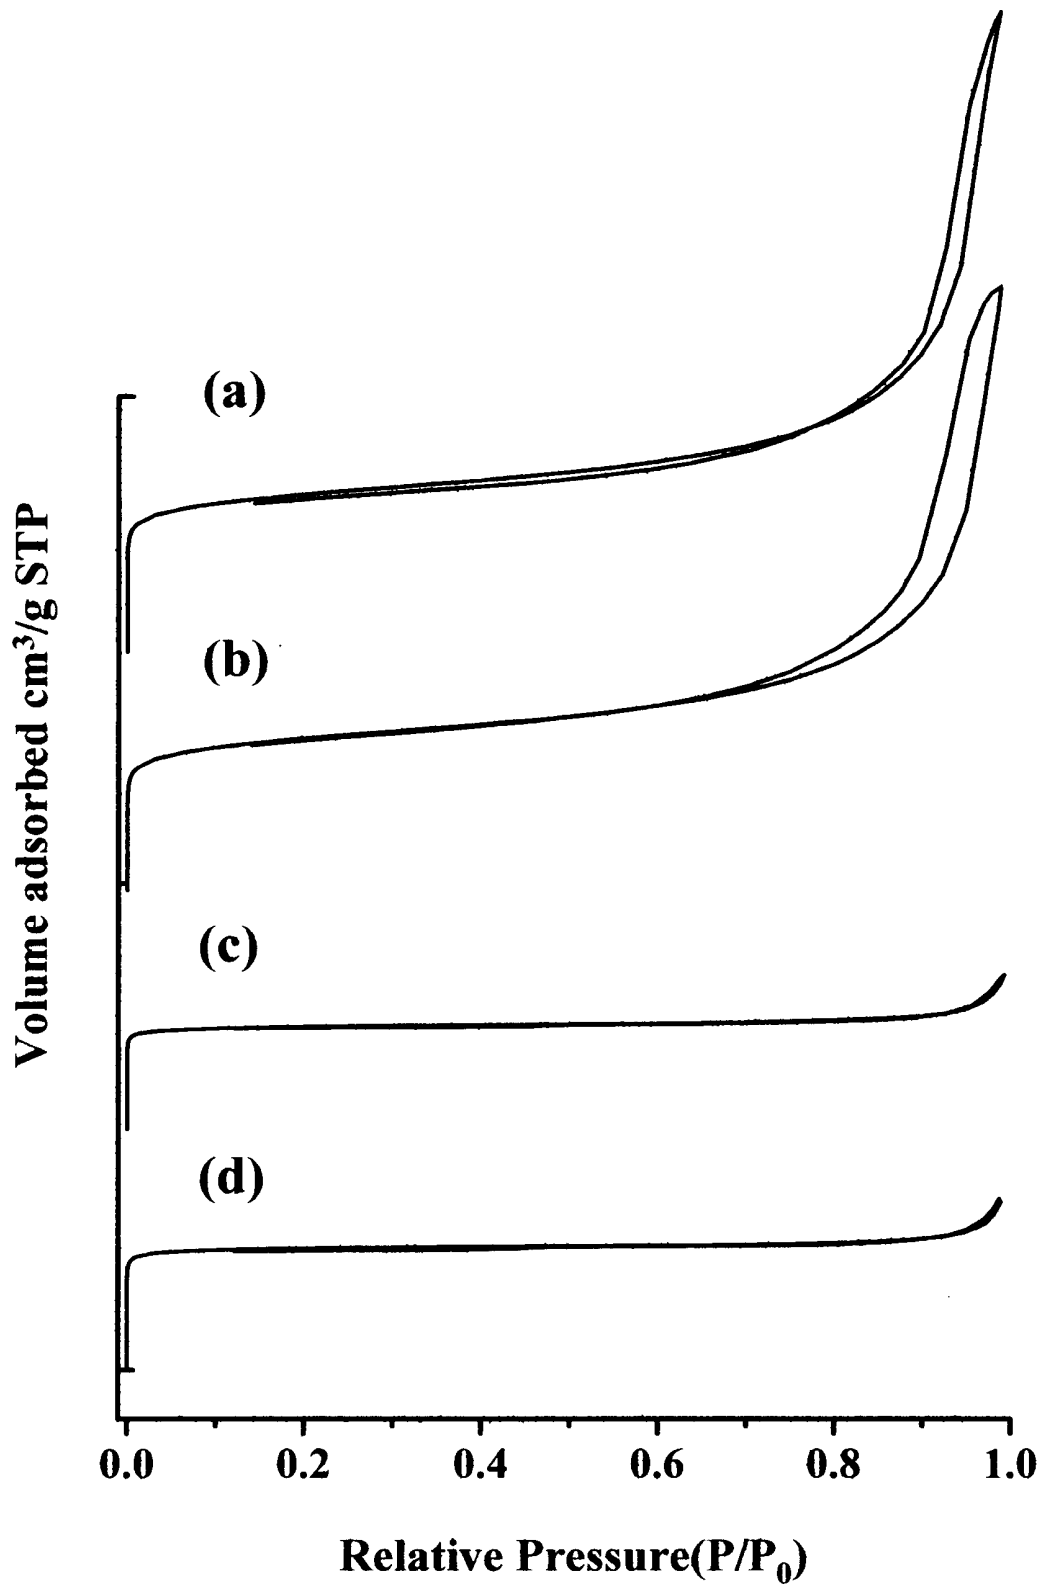 (a)
(b)
(c)
(d)
Volume adsorbed cm³/g STP
0.0 0.2 0.4 0.6 0.8 1.0
Relative Pressure(P/P₀)